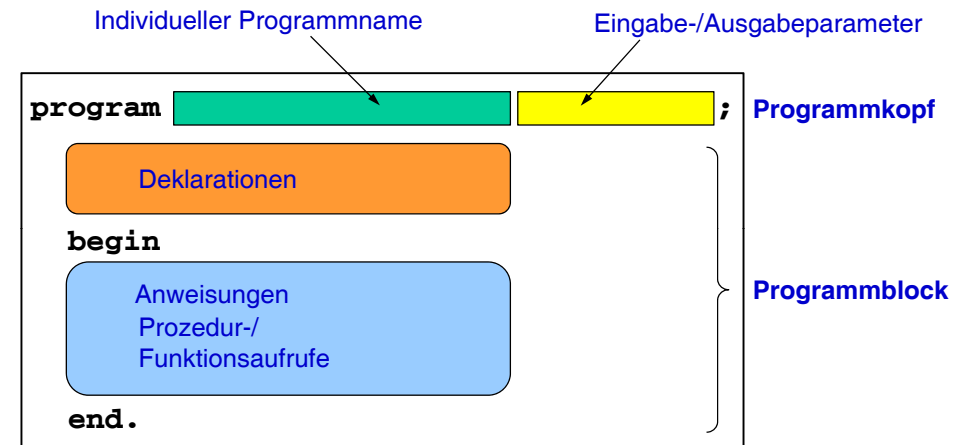 Individueller Programmname
Eingabe-/Ausgabeparameter
program ; Programmkopf
Deklarationen
begin
Programmblock
Anweisungen
Prozedur-/
Funktionsaufrufe
end.